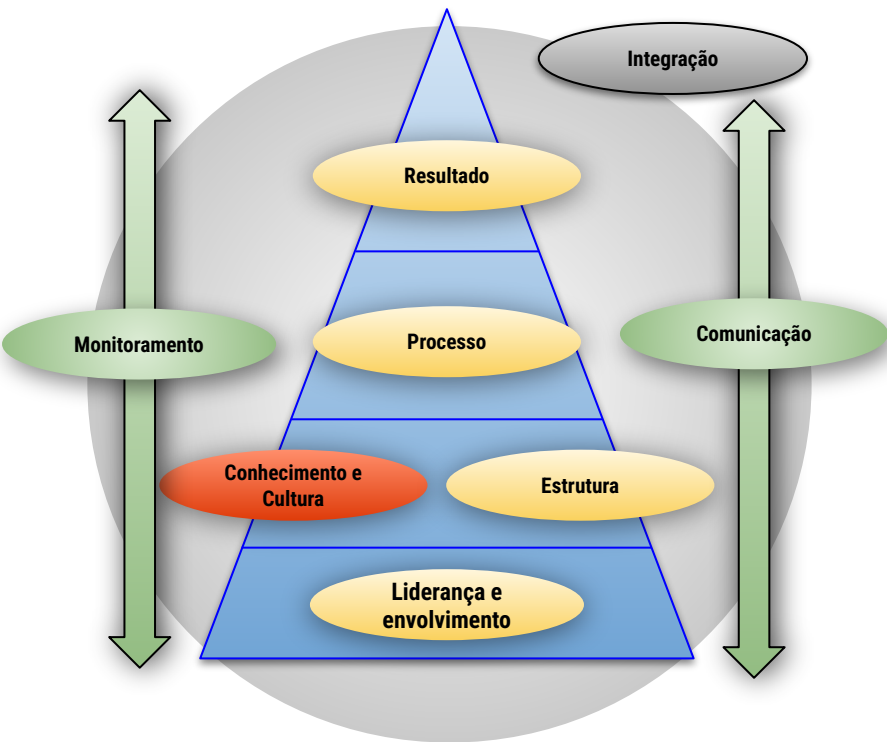 Integração
Resultado
Monitoramento
Processo
Comunicação
Conhecimento e
Cultura
Estrutura
Liderança e
envolvimento